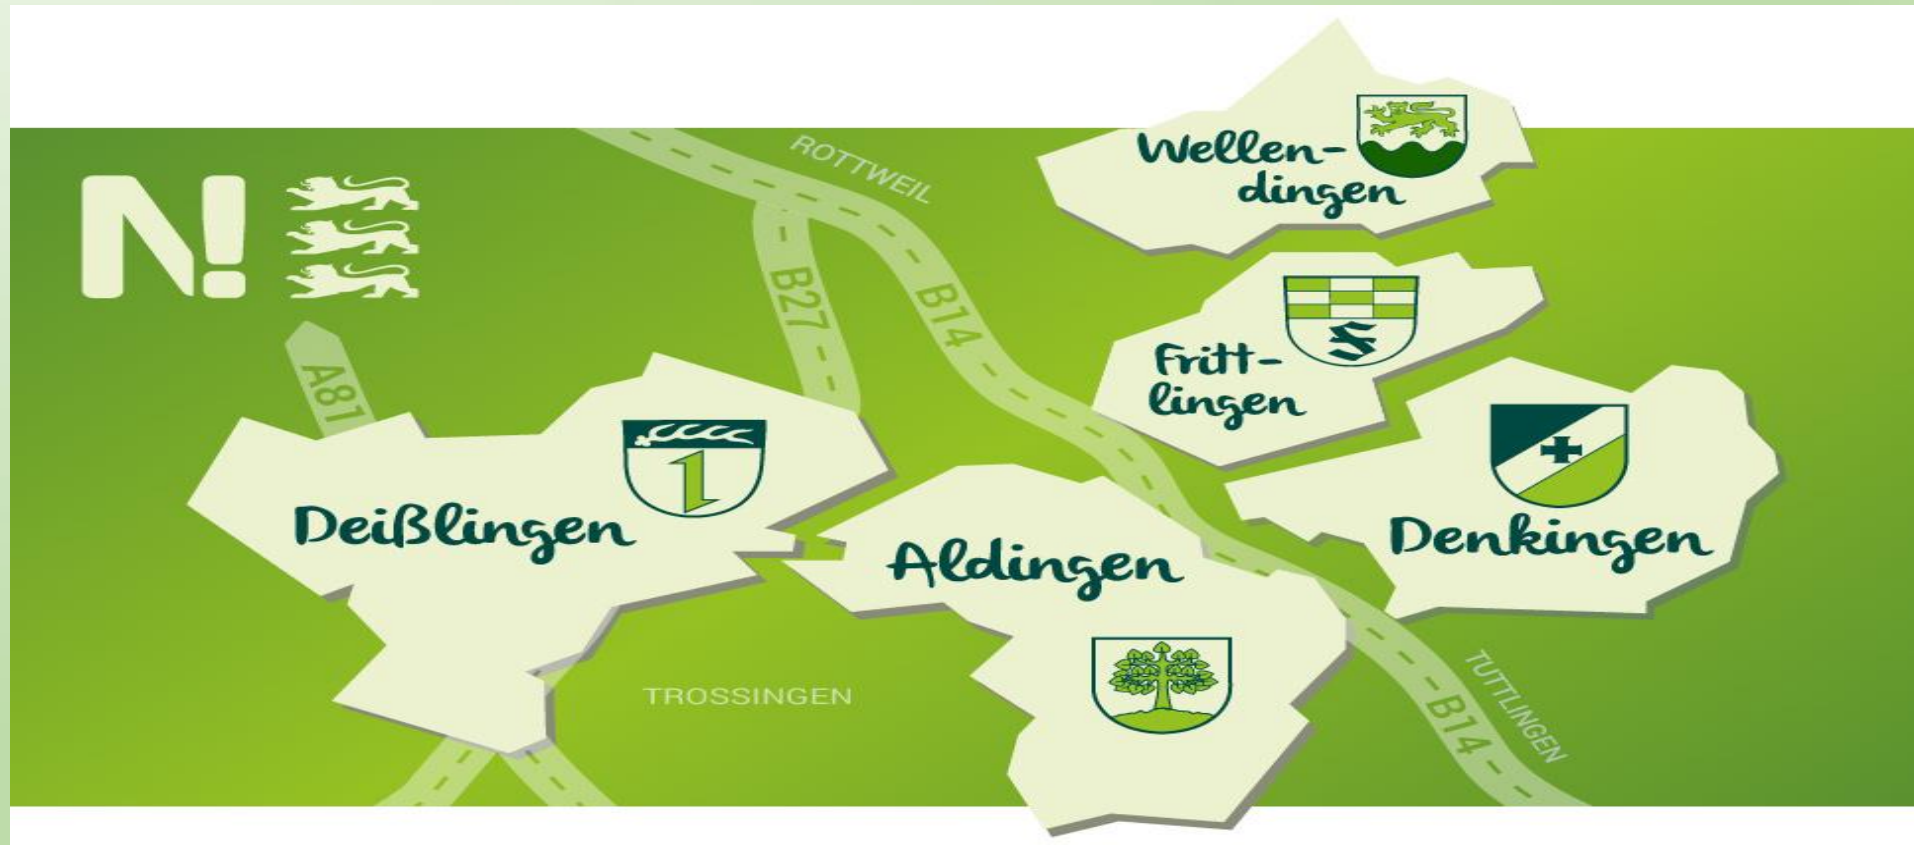 N!
ROTTWEIL
Wellen-
dingen
B27
B14
Fritt-
lingen
A81
Deißlingen
Aldingen
Denkingen
TROSSINGEN
TUTTLINGEN
B14